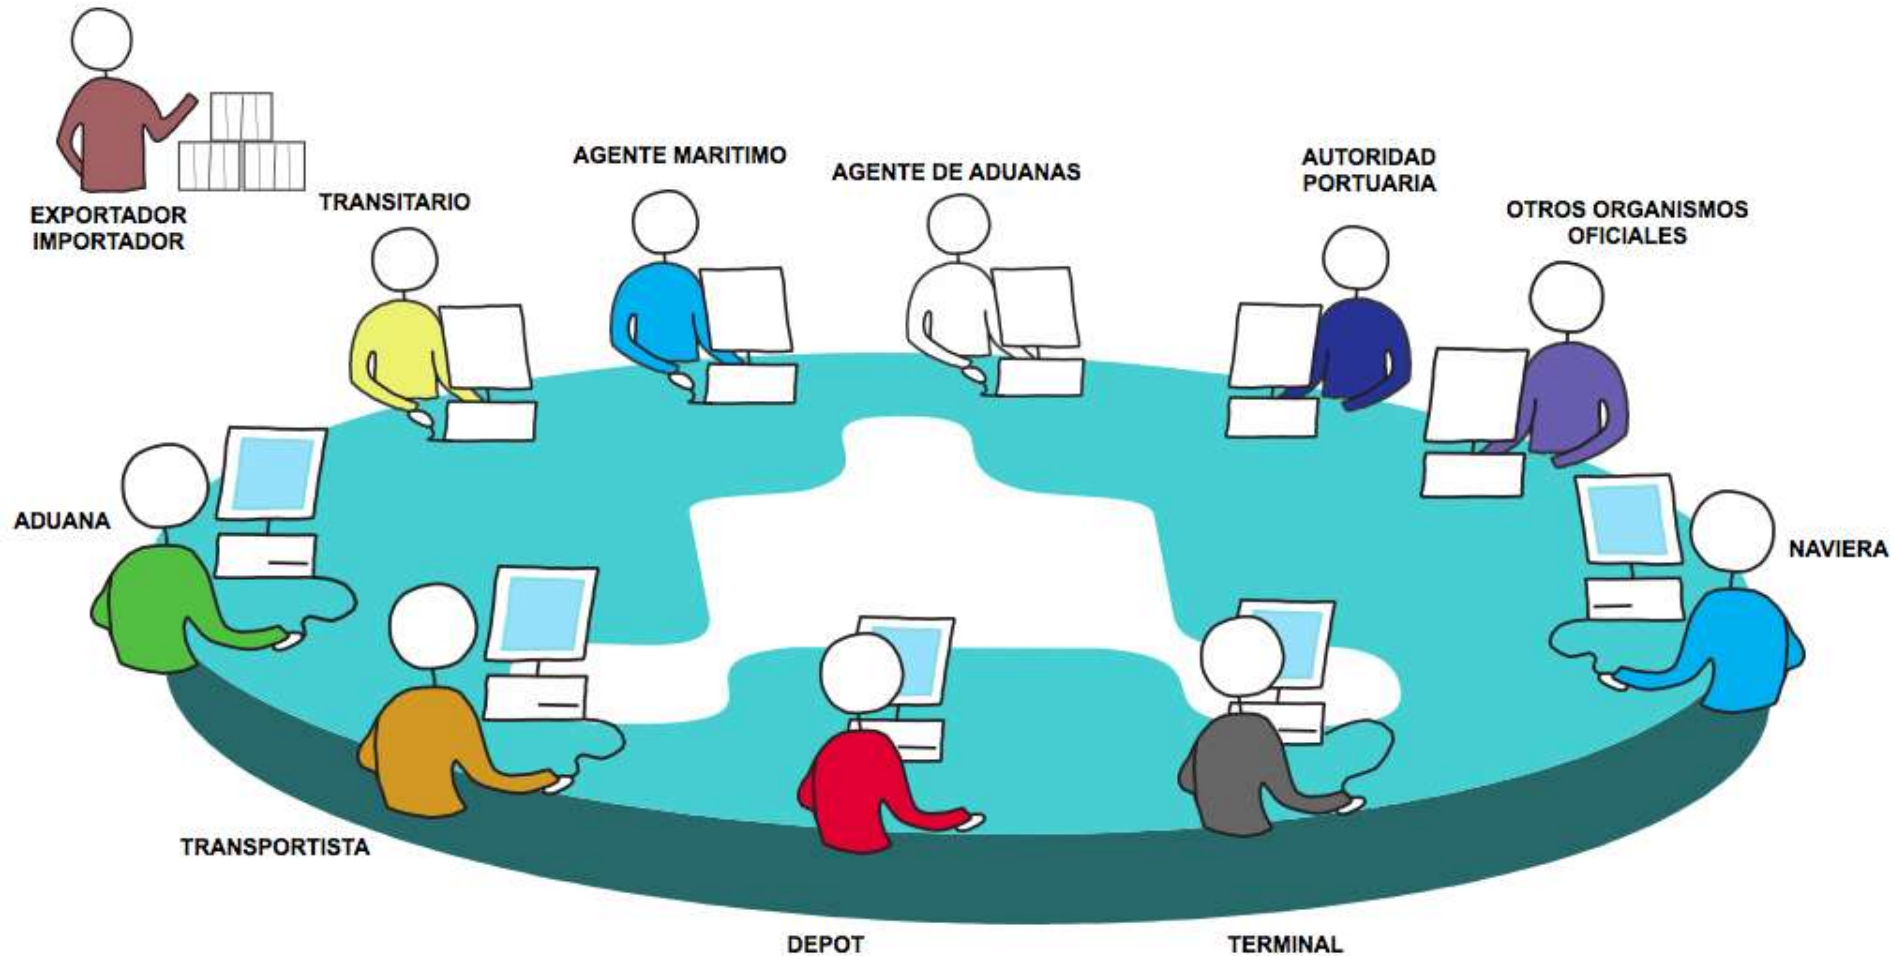 EXPORTADOR
IMPORTADOR
TRANSITARIO
AGENTE MARITIMO
AGENTE DE ADUANAS
AUTORIDAD
PORTUARIA
OTROS ORGANISMOS
OFICIALES
ADUANA
NAVIERA
TRANSPORTISTA
DEPOT
TERMINAL